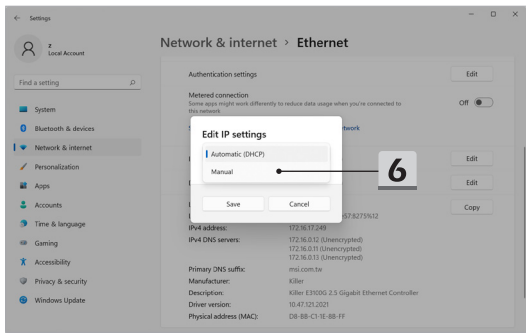 Settings
z
Local Account
Find a setting
System
Bluetooth & devices
Network & internet
Personalization
Apps
Accounts
Time & language
Gaming
Accessibility
Privacy & security
Windows Update
Network & internet › Ethernet
Authentication settings
Edit
Metered connection
Some apps might work differently to reduce data usage when you're connected to
this network
Off
Edit IP settings
Automatic (DHCP)
Manual
6
Save
Cancel
Edit
Edit
Copy
57:8275%12
IPv4 address: 172.16.17.249
IPv4 DNS servers: 172.16.0.12 (Unencrypted)
172.16.0.11 (Unencrypted)
172.16.0.13 (Unencrypted)
Primary DNS suffix: msi.com.tw
Manufacturer: Killer
Description: Killer E3100G 2.5 Gigabit Ethernet Controller
Driver version: 10.47.121.2021
Physical address (MAC): D8-BB-C1-1E-8B-FF